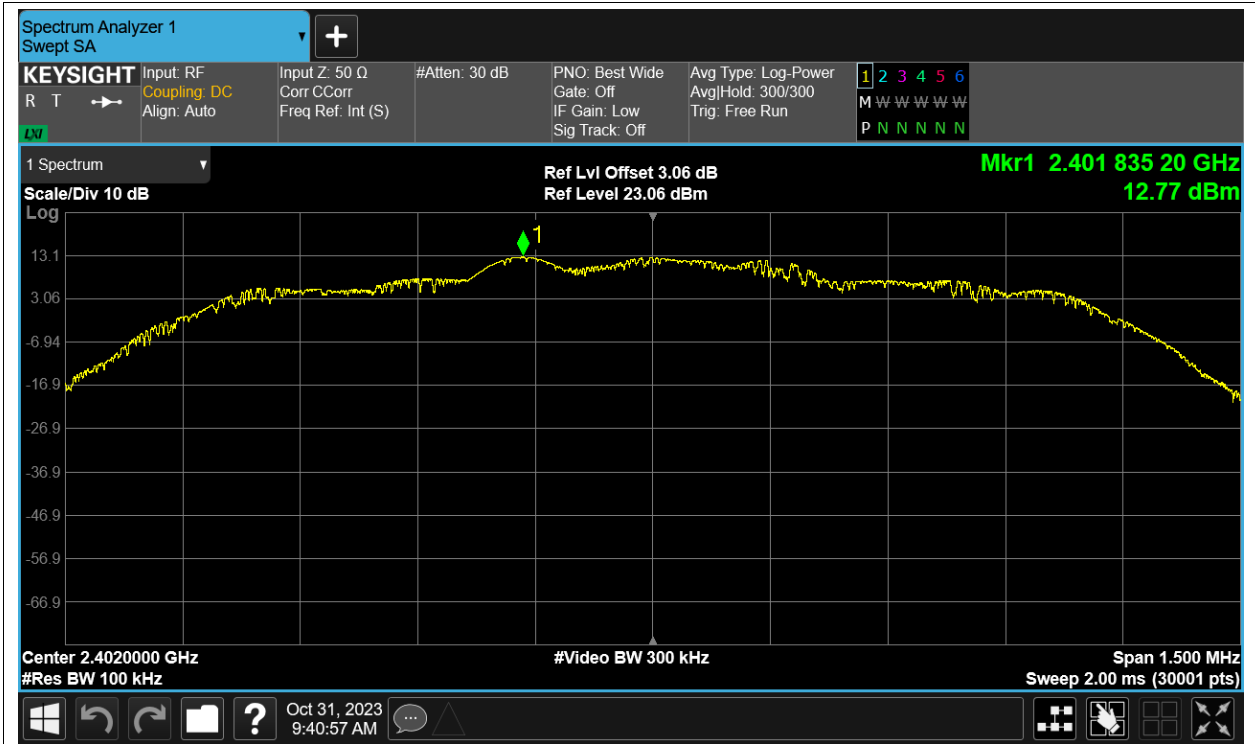 Spectrum Analyzer 1
Swept SA
KEYSIGHT
R T
LXI
Input: RF
Coupling: DC
Align: Auto
Input Z: 50 Ω
Corr CCorr
Freq Ref: Int (S)
#Atten: 30 dB
PNO: Best Wide
Gate: Off
IF Gain: Low
Sig Track: Off
Avg Type: Log-Power
Avg|Hold: 300/300
Trig: Free Run
1 2 3 4 5 6
M W W W W W
P N N N N N
1 Spectrum
Scale/Div 10 dB
Log
Ref Lvl Offset 3.06 dB
Ref Level 23.06 dBm
Mkr1 2.401 835 20 GHz
12.77 dBm
1
13.1
3.06
-6.94
-16.9
-26.9
-36.9
-46.9
-56.9
-66.9
Center 2.4020000 GHz
#Video BW 300 kHz
Span 1.500 MHz
#Res BW 100 kHz
Sweep 2.00 ms (30001 pts)
?
Oct 31, 2023
9:40:57 AM